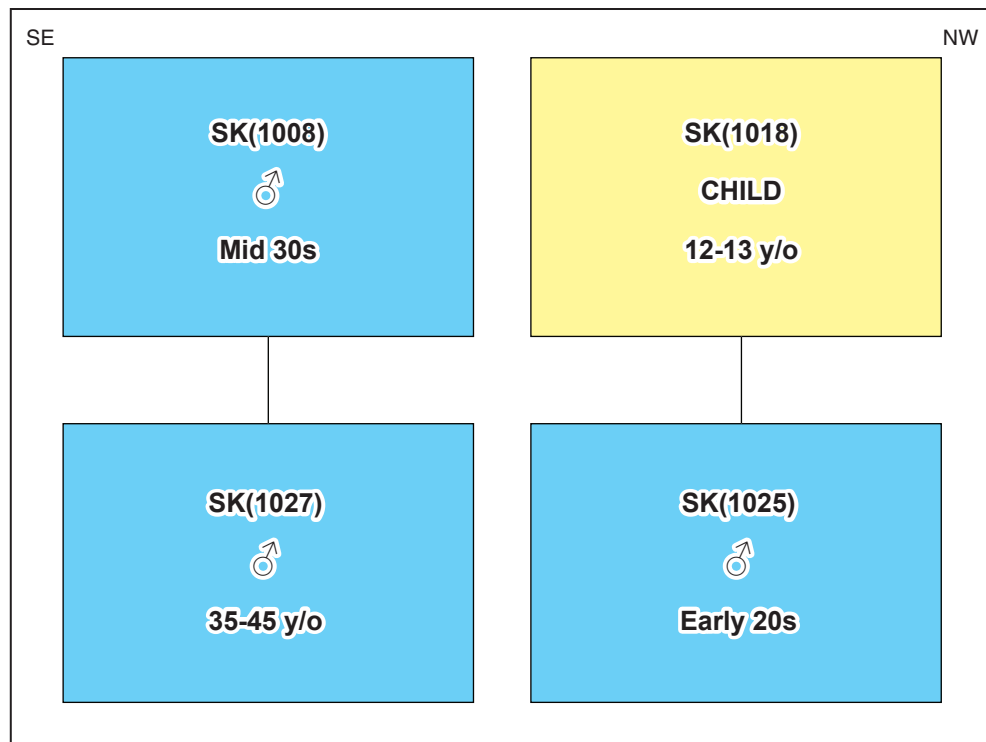 SE
NW
SK(1008)
♂
Mid 30s
SK(1018)
CHILD
12-13 y/o
SK(1027)
♂
35-45 y/o
SK(1025)
♂
Early 20s